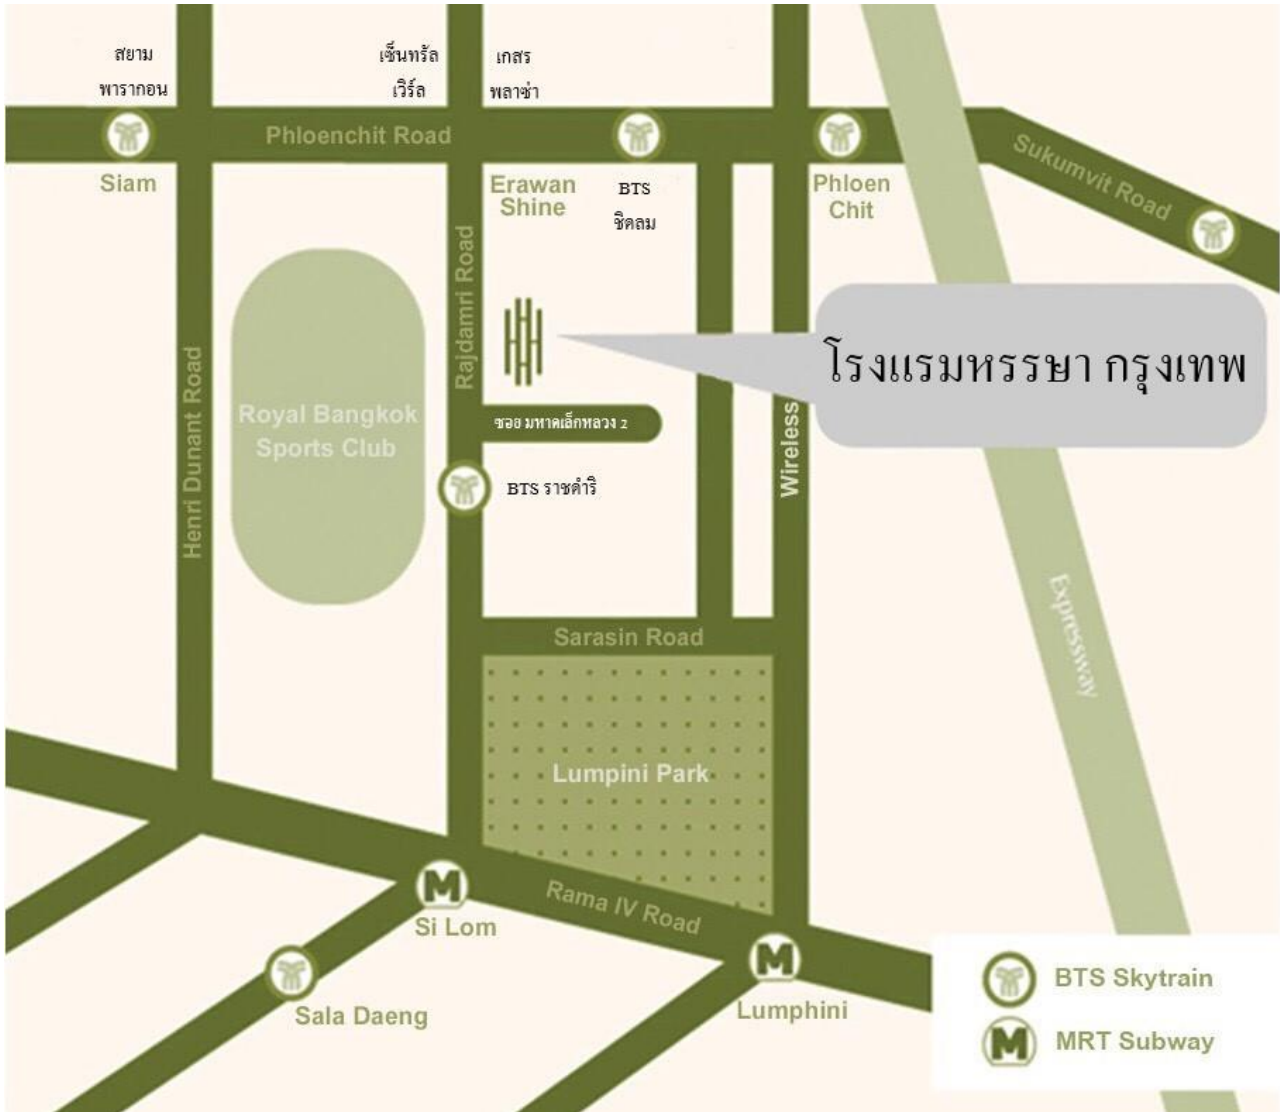 สยาม
พารากอน
เซ็นทรัล
เวิร์ล
เกสร
พลาซ่า
Phloenchit Road
Sukumvit Road
Siam
Erawan
Shine
BTS
ชิดลม
Phloen
Chit
Rajdamri Road
Henri Dunant Road
Royal Bangkok
Sports Club
โรงแรมหรรษา กรุงเทพ
ซอย มหาดเล็กหลวง 2
Wireless
BTS ราชดำริ
Expressway
Sarasin Road
Lumpini Park
Rama IV Road
M
Si Lom
M
Sala Daeng
Lumphini
BTS Skytrain
M
MRT Subway